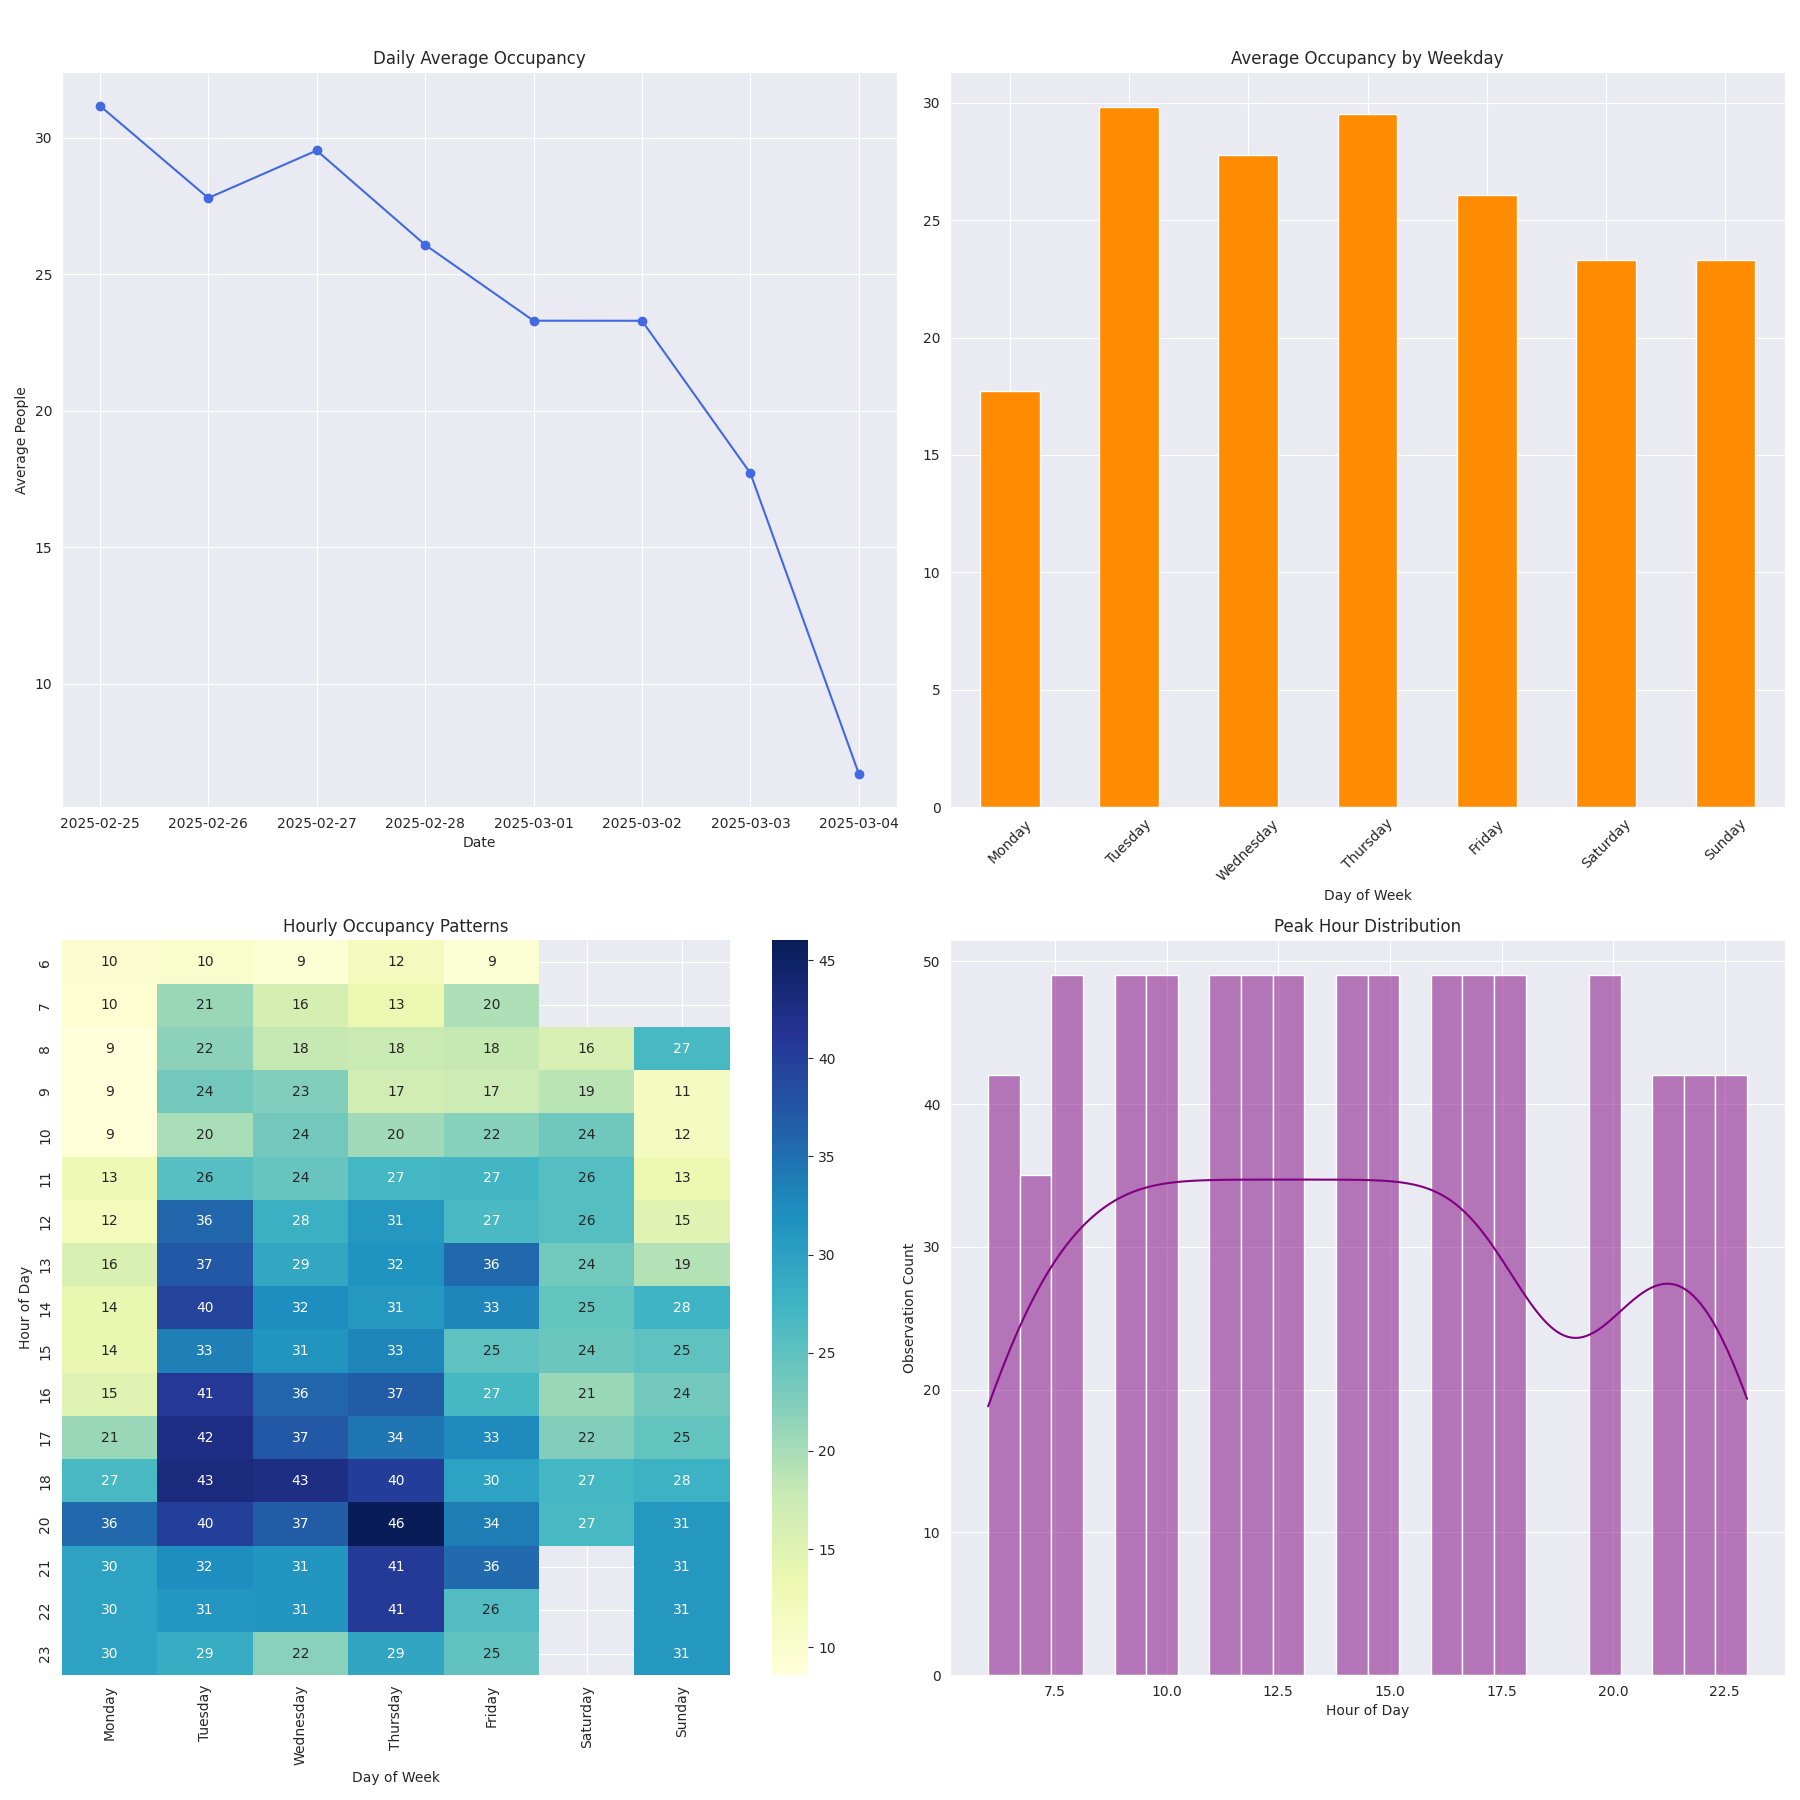 Daily Average Occupancy
30
25
20
15
10
Average People
2025-02-25 2025-02-26 2025-02-27 2025-02-28 2025-03-01 2025-03-02 2025-03-03 2025-03-04
Date
Average Occupancy by Weekday
30
25
20
15
10
5
0
Monday Tuesday Wednesday Thursday Friday Saturday Sunday
Day of Week
Hourly Occupancy Patterns
Hour of Day
6 10 10 9 12 9
7 10 21 16 13 20
8 9 22 18 18 18 16 27
9 9 24 23 17 17 19 11
10 9 20 24 20 22 24 12
11 13 26 24 27 27 26 13
12 12 36 28 31 27 26 15
13 16 37 29 32 36 24 19
14 14 40 32 31 33 25 28
15 14 33 31 33 25 24 25
16 15 41 36 37 27 21 24
17 21 42 37 34 33 22 25
18 27 43 43 40 30 27 28
20 36 40 37 46 34 27 31
21 30 32 31 41 36 31
22 30 31 31 41 26 31
23 30 29 22 29 25 31
Monday Tuesday Wednesday Thursday Friday Saturday Sunday
Day of Week
45
40
35
30
25
20
15
10
Peak Hour Distribution
50
40
30
20
10
0
Observation Count
7.5 10.0 12.5 15.0 17.5 20.0 22.5
Hour of Day